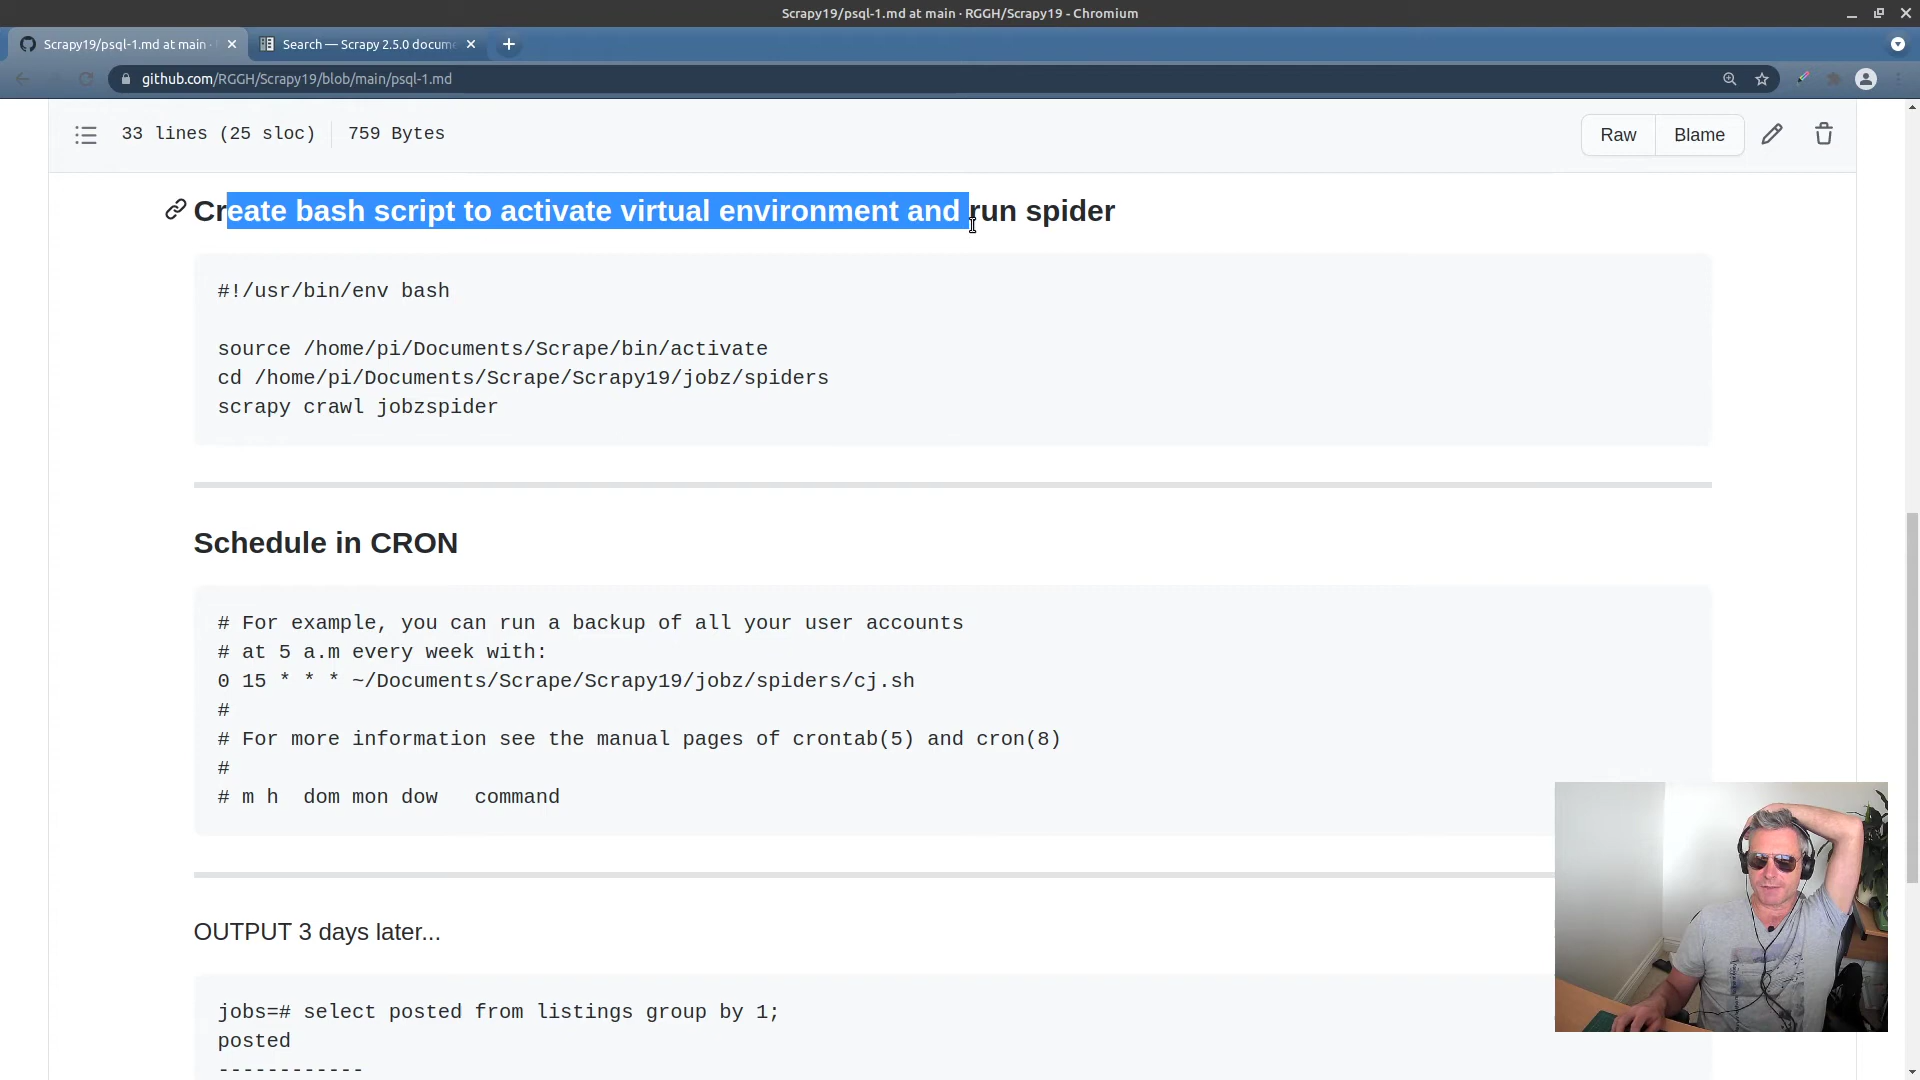 Scrapy19/psql-1.md at main · RGGH/Scrapy19 - Chromium
Scrapy19/psql-1.md at main ·
Search — Scrapy 2.5.0 docume
github.com/RGGH/Scrapy19/blob/main/psql-1.md
33 lines (25 sloc) 759 Bytes
Raw Blame
Create bash script to activate virtual environment and run spider
#!/usr/bin/env bash
source /home/pi/Documents/Scrape/bin/activate
cd /home/pi/Documents/Scrape/Scrapy19/jobz/spiders
scrapy crawl jobzspider
Schedule in CRON
# For example, you can run a backup of all your user accounts
# at 5 a.m every week with:
0 15 * * * ~/Documents/Scrape/Scrapy19/jobz/spiders/cj.sh
#
# For more information see the manual pages of crontab(5) and cron(8)
#
# m h  dom mon dow   command
OUTPUT 3 days later...
jobs=# select posted from listings group by 1;
posted
------------